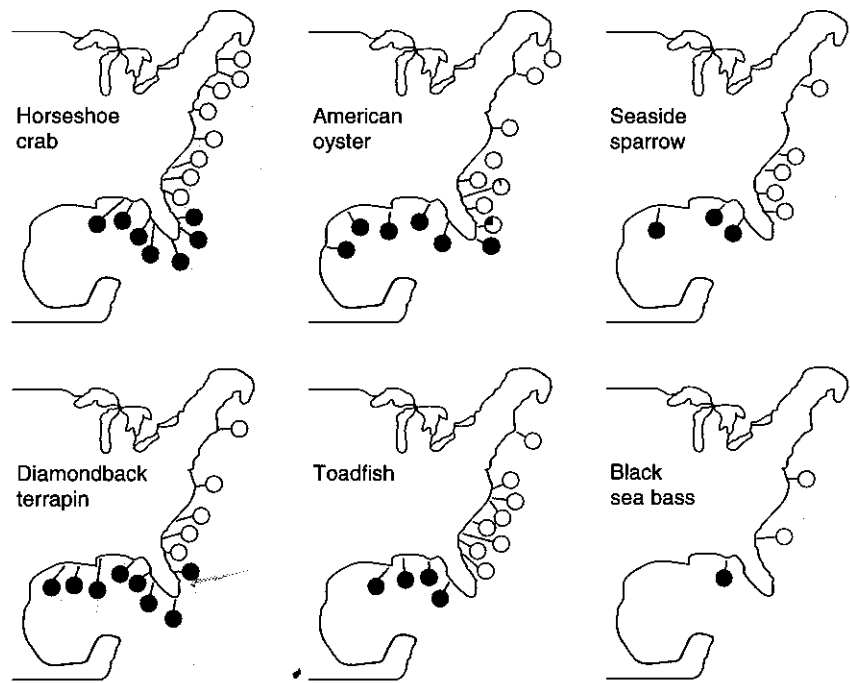 Horseshoe
crab
American
oyster
Seaside
sparrow
Diamondback
terrapin
Toadfish
Black
sea bass